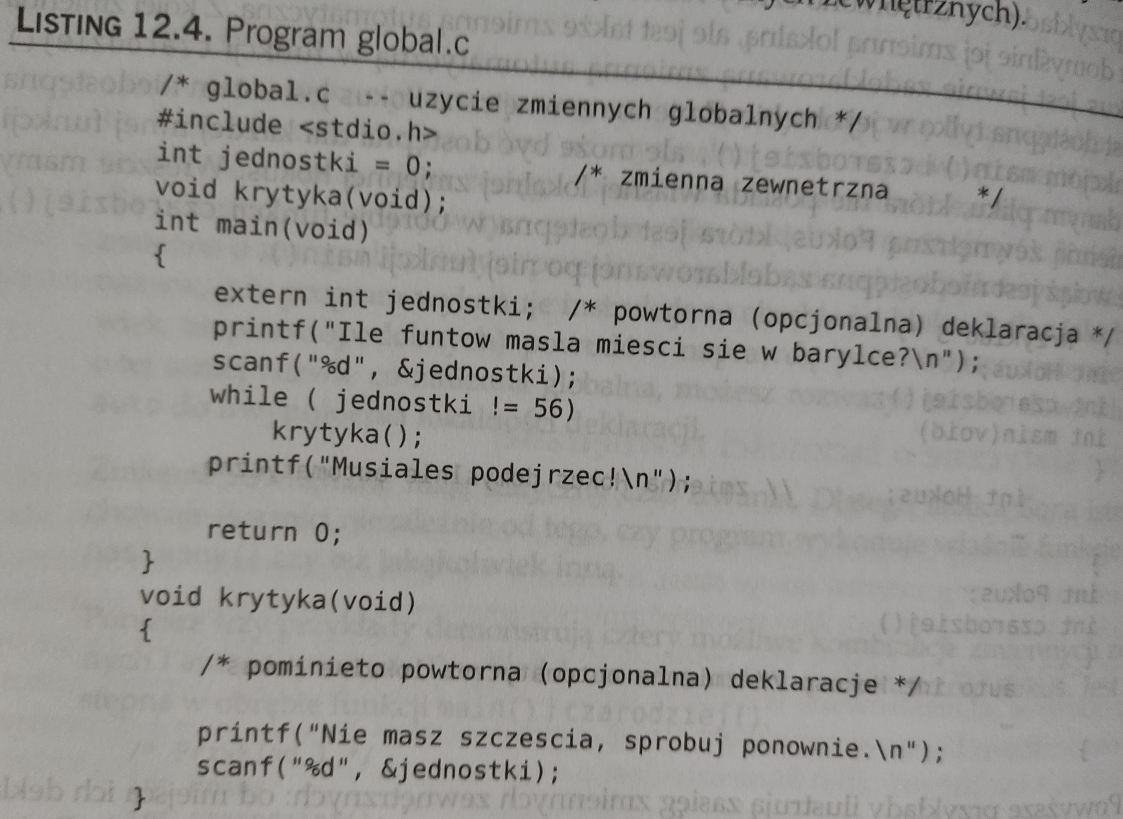 zewnętrznych).
LISTING 12.4. Program global.c
/* global.c -- uzycie zmiennych globalnych */
#include <stdio.h>
int jednostki = 0;          /* zmienna zewnetrzna      */
void krytyka(void);
int main(void)
{
    extern int jednostki;  /* powtorna (opcjonalna) deklaracja */
    printf("Ile funtow masla miesci sie w barylce?\n");
    scanf("%d", &jednostki);
    while ( jednostki != 56)
        krytyka();
    printf("Musiales podejrzec!\n");
    return 0;
}
void krytyka(void)
{
    /* pominieto powtorna (opcjonalna) deklaracje */
    printf("Nie masz szczescia, sprobuj ponownie.\n");
    scanf("%d", &jednostki);
}